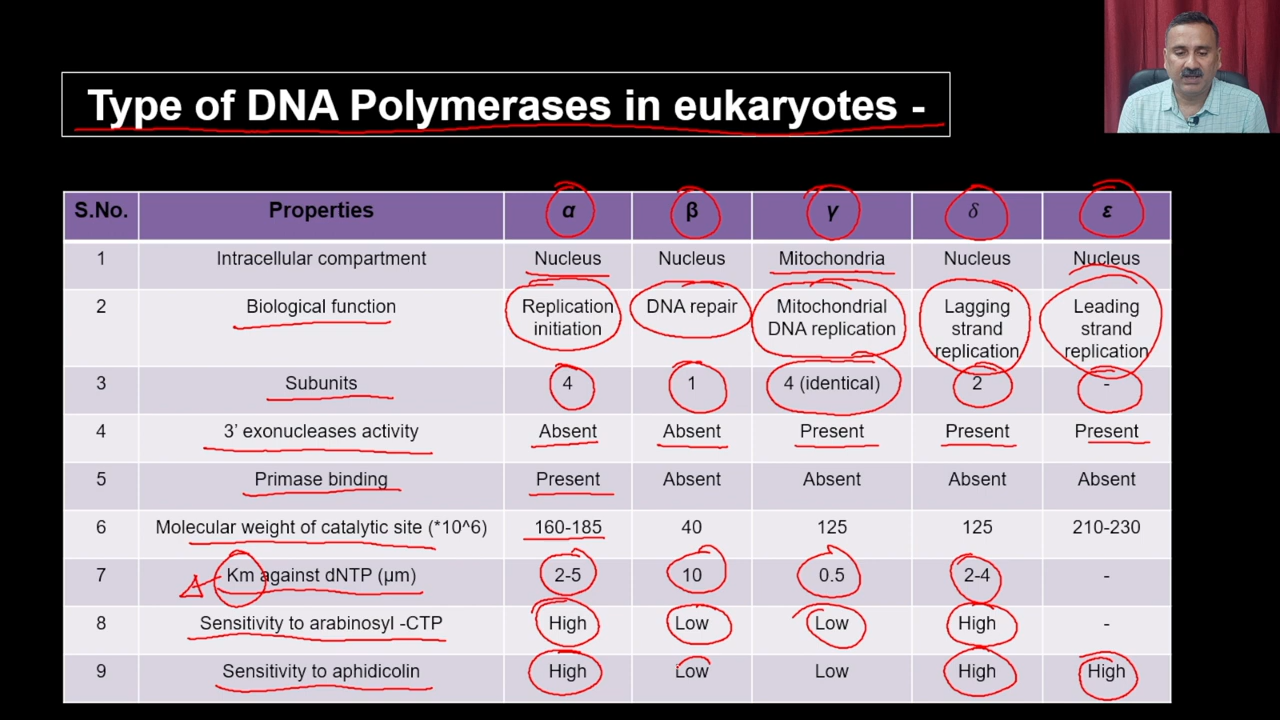 Type of DNA Polymerases in eukaryotes -
S.No. Properties α β γ δ ε
1 Intracellular compartment Nucleus Nucleus Mitochondria Nucleus Nucleus
2 Biological function Replication initiation DNA repair Mitochondrial DNA replication Lagging strand replication Leading strand replication
3 Subunits 4 1 4 (identical) 2 -
4 3’ exonucleases activity Absent Absent Present Present Present
5 Primase binding Present Absent Absent Absent Absent
6 Molecular weight of catalytic site (*10^6) 160-185 40 125 125 210-230
7 Km against dNTP (µm) 2-5 10 0.5 2-4 -
8 Sensitivity to arabinosyl -CTP High Low Low High -
9 Sensitivity to aphidicolin High Low Low High High